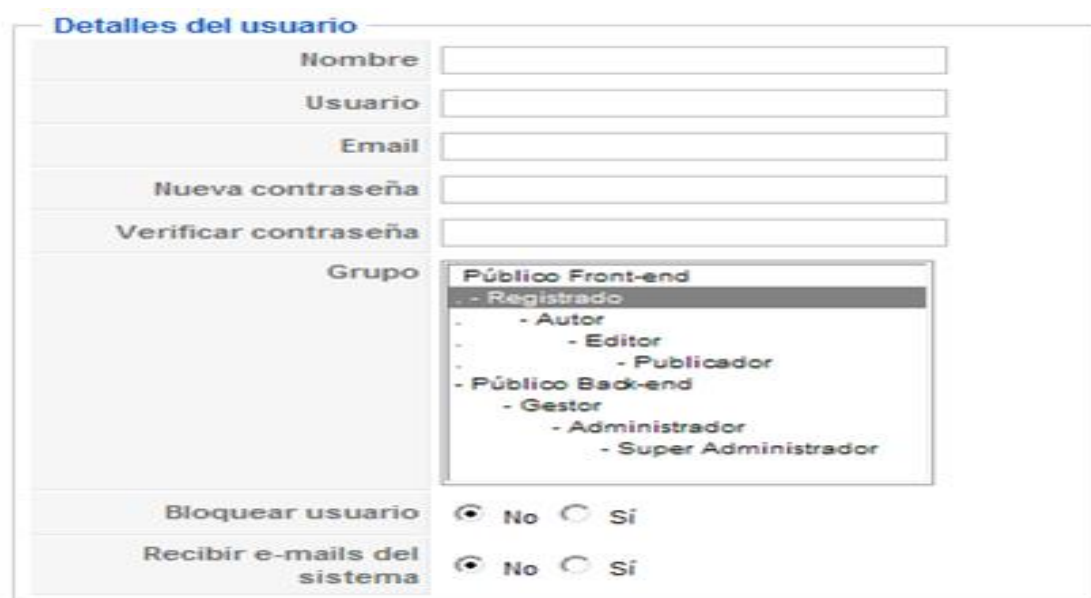 Detalles del usuario
Nombre
Usuario
Email
Nueva contraseña
Verificar contraseña
Grupo
Público Front-end
. - Registrado
. - Autor
. - Editor
. - Publicador
- Público Back-end
- Gestor
- Administrador
- Super Administrador
Bloquear usuario No Sí
Recibir e-mails del
sistema No Sí